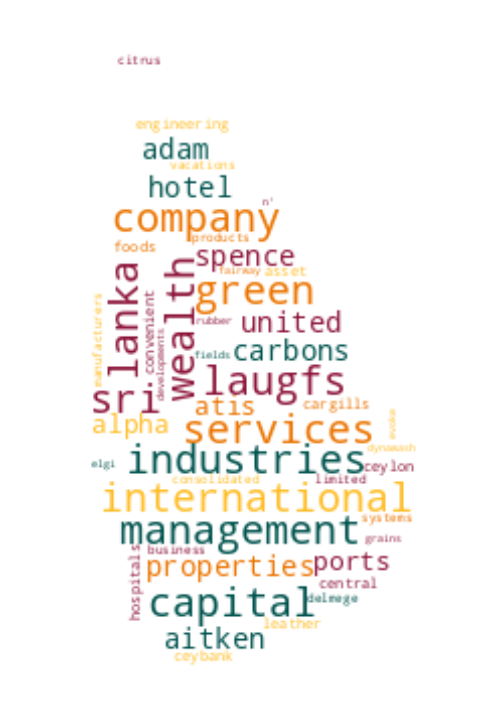 citrus
engineering
adam
vacations
hotel
n'
company
products
foods
spence
fairway
asset
lanka
wealth
green
convenient
manufacturers
rubber
united
developments
fields
carbons
laugfs
sri
atis
cargills
alpha
services
evoke
dynawash
industries
elgi
ceylon
consolidated
limited
international
systems
management
grains
business
hospitals
properties
ports
central
capital
delmege
leather
aitken
ceybank